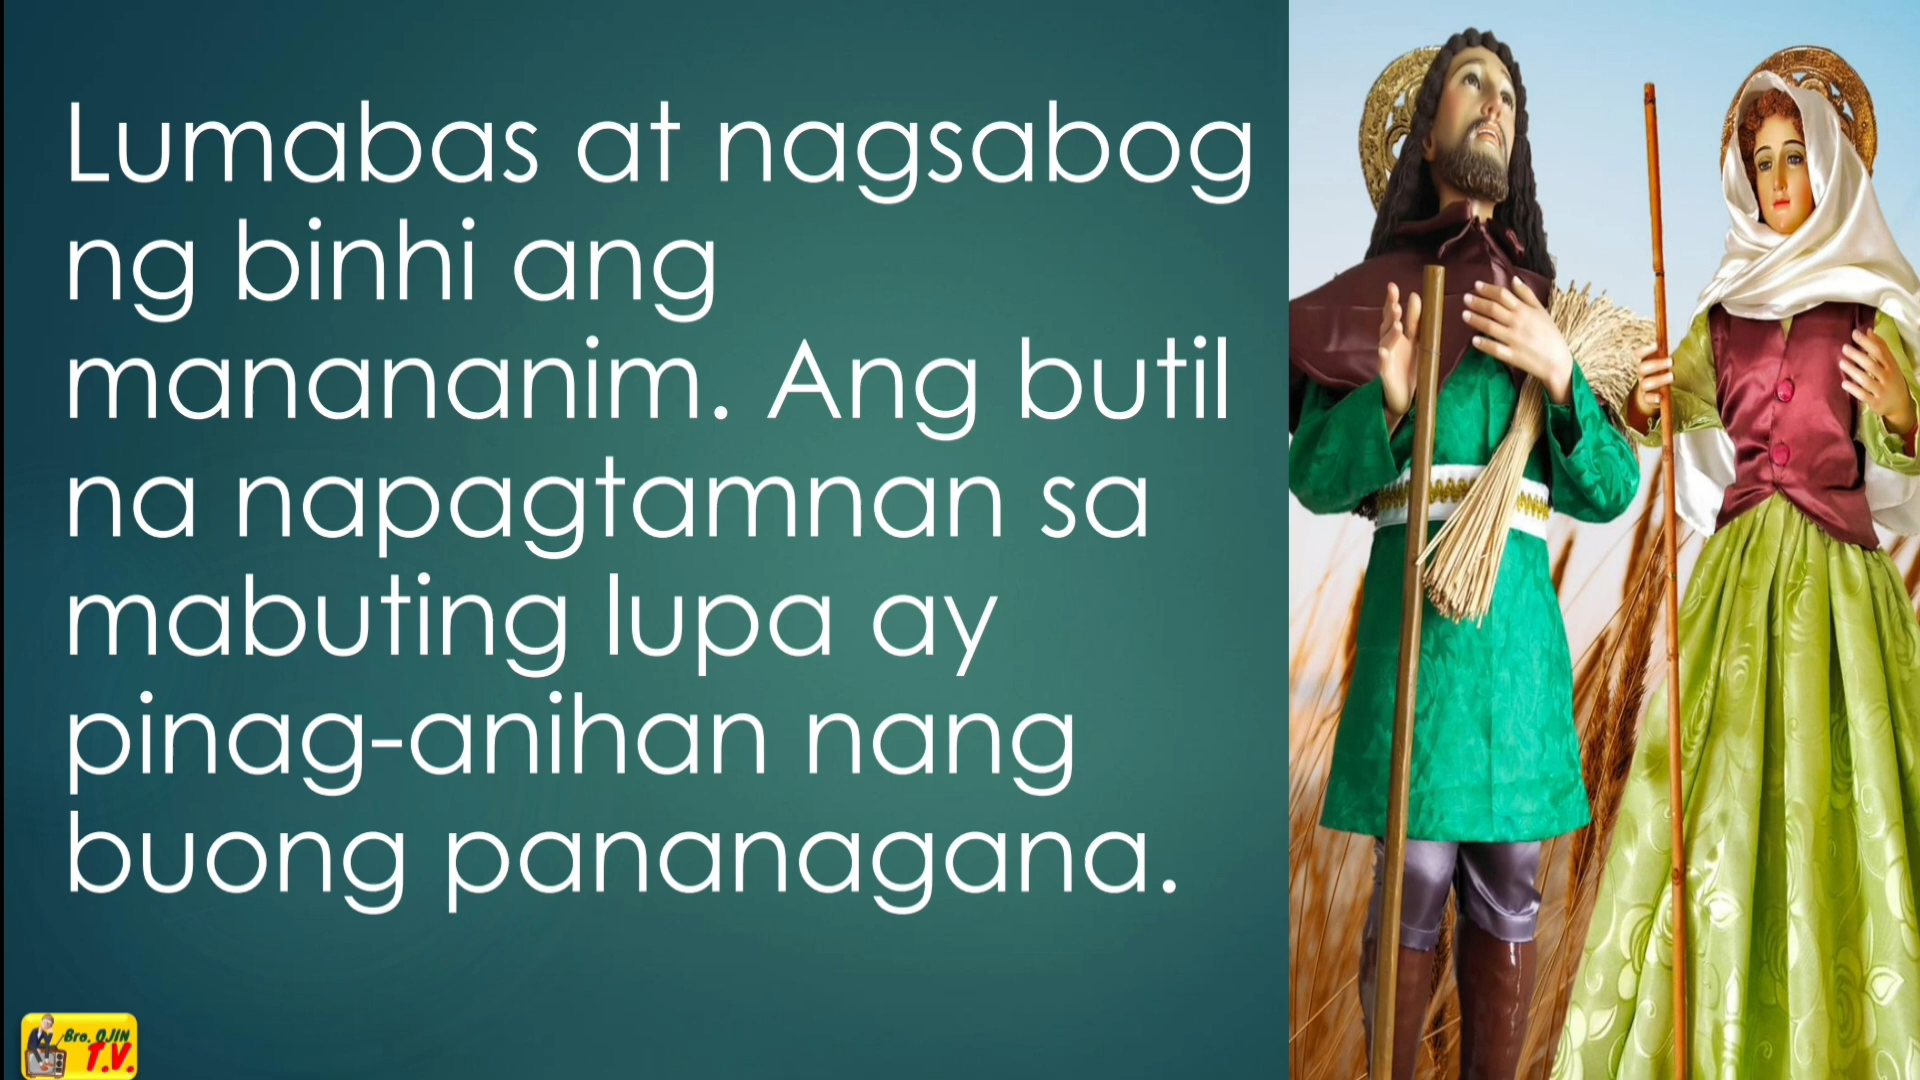 Lumabas at nagsabog
ng binhi ang
manananim. Ang butil
na napagtamnan sa
mabuting lupa ay
pinag-anihan nang
buong pananagana.
Bro. OJIN
T.V.